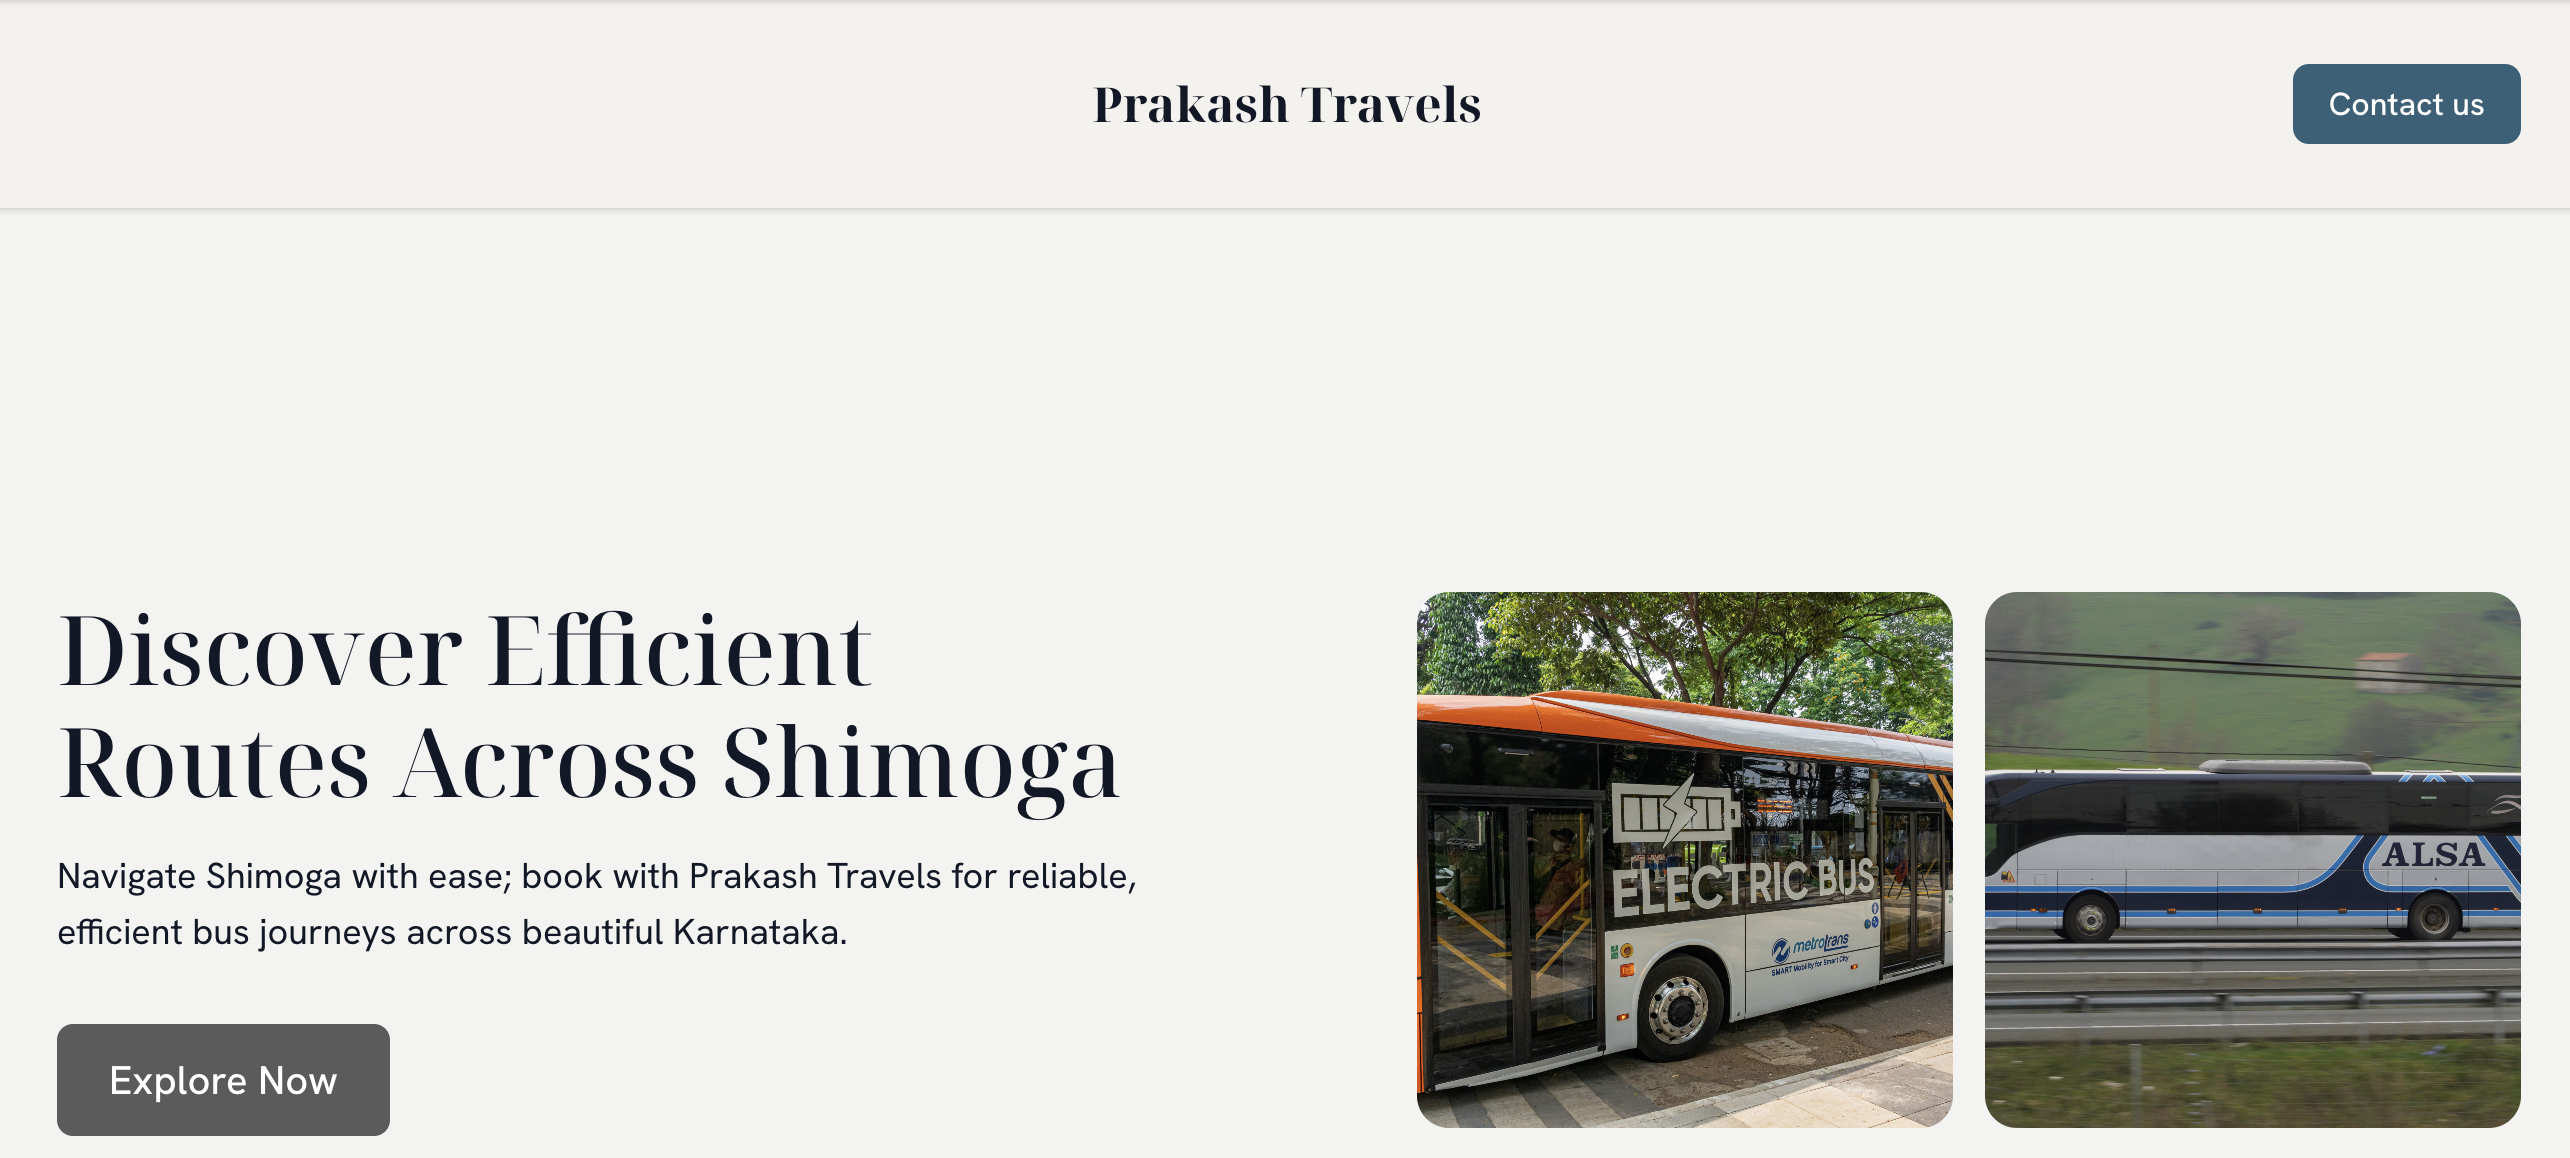 Prakash Travels
Contact us
Discover Efficient
Routes Across Shimoga
Navigate Shimoga with ease; book with Prakash Travels for reliable,
efficient bus journeys across beautiful Karnataka.
Explore Now
ELECTRIC BUS
metrotrans
SMART Mobility for Smart City
ALSA